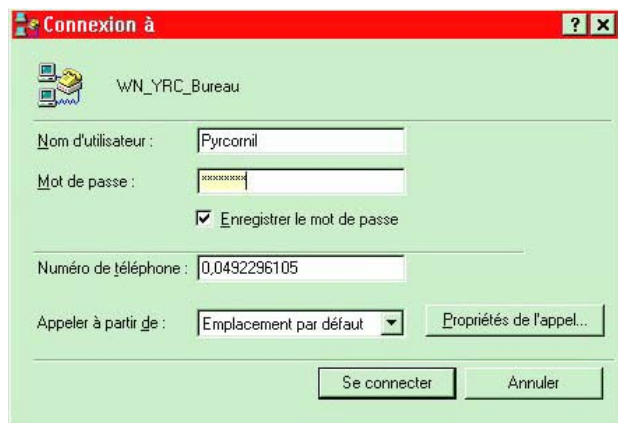 Connexion à
WN_YRC_Bureau
Nom d'utilisateur : Pyrcornil
Mot de passe : ********
Enregistrer le mot de passe
Numéro de téléphone : 0,0492296105
Appeler à partir de : Emplacement par défaut Propriétés de l'appel...
Se connecter Annuler